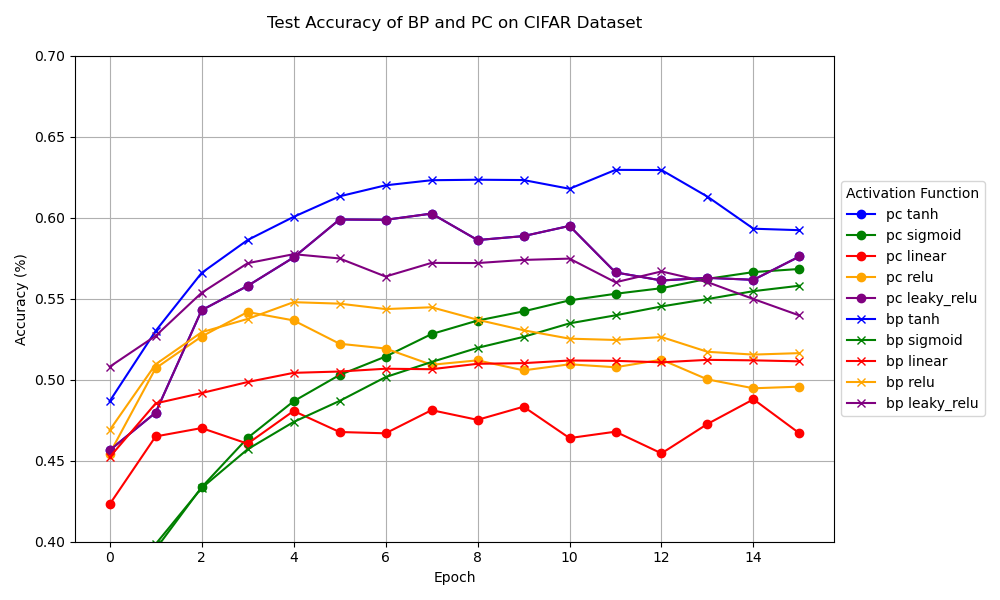 Test Accuracy of BP and PC on CIFAR Dataset
0.70
0.65
0.60
0.55
0.50
0.45
0.40
Accuracy (%)
0 2 4 6 8 10 12 14
Epoch
Activation Function
pc tanh
pc sigmoid
pc linear
pc relu
pc leaky_relu
bp tanh
bp sigmoid
bp linear
bp relu
bp leaky_relu